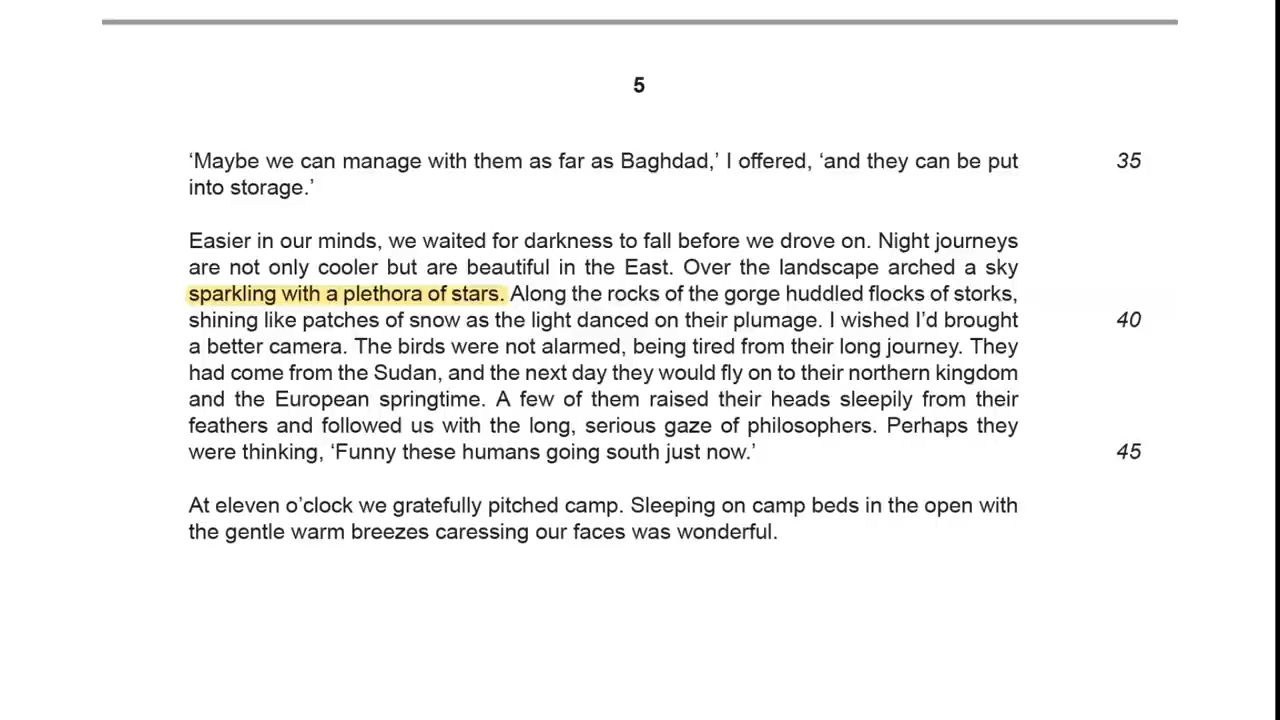 5
‘Maybe we can manage with them as far as Baghdad,’ I offered, ‘and they can be put 35
into storage.’
Easier in our minds, we waited for darkness to fall before we drove on. Night journeys
are not only cooler but are beautiful in the East. Over the landscape arched a sky
sparkling with a plethora of stars. Along the rocks of the gorge huddled flocks of storks,
shining like patches of snow as the light danced on their plumage. I wished I’d brought 40
a better camera. The birds were not alarmed, being tired from their long journey. They
had come from the Sudan, and the next day they would fly on to their northern kingdom
and the European springtime. A few of them raised their heads sleepily from their
feathers and followed us with the long, serious gaze of philosophers. Perhaps they
were thinking, ‘Funny these humans going south just now.’ 45
At eleven o’clock we gratefully pitched camp. Sleeping on camp beds in the open with
the gentle warm breezes caressing our faces was wonderful.